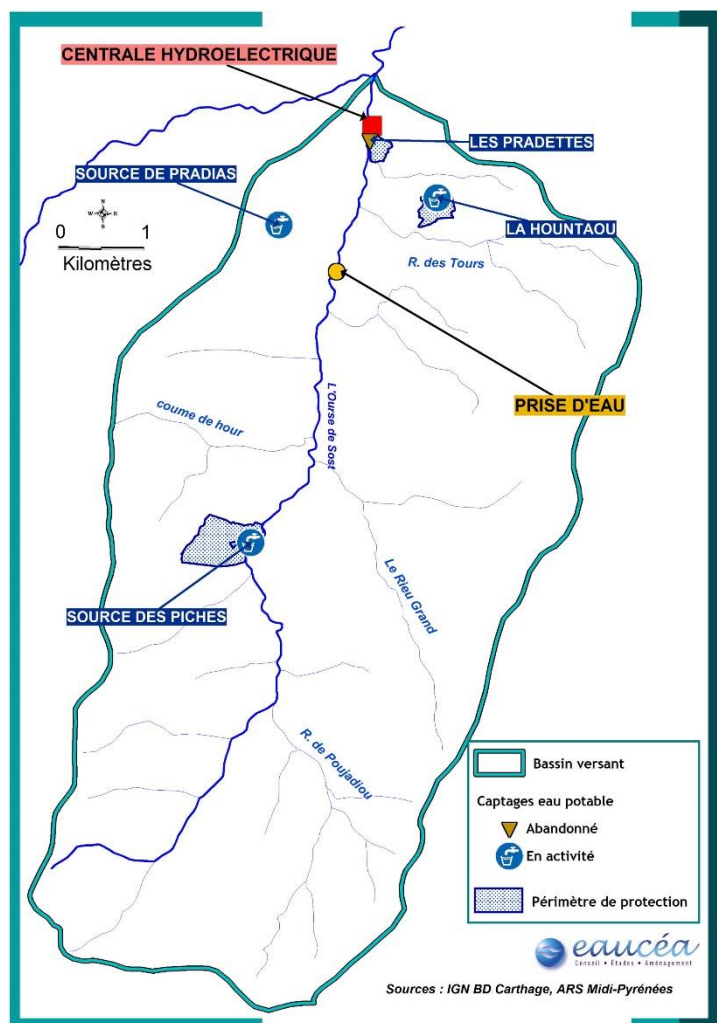 CENTRALE HYDROELECTRIQUE
LES PRADETTES
SOURCE DE PRADIAS
N
W E
S
0 1
Kilomètres
LA HOUNTAOU
R. des Tours
PRISE D'EAU
L'Ourse de Sost
coume de hour
Le Rieu Grand
SOURCE DES PICHES
R. de Poujadiou
Bassin versant
Captages eau potable
Abandonné
En activité
Périmètre de protection
eaucéa
Conseil • Études • Aménagement
Sources : IGN BD Carthage, ARS Midi-Pyrénées